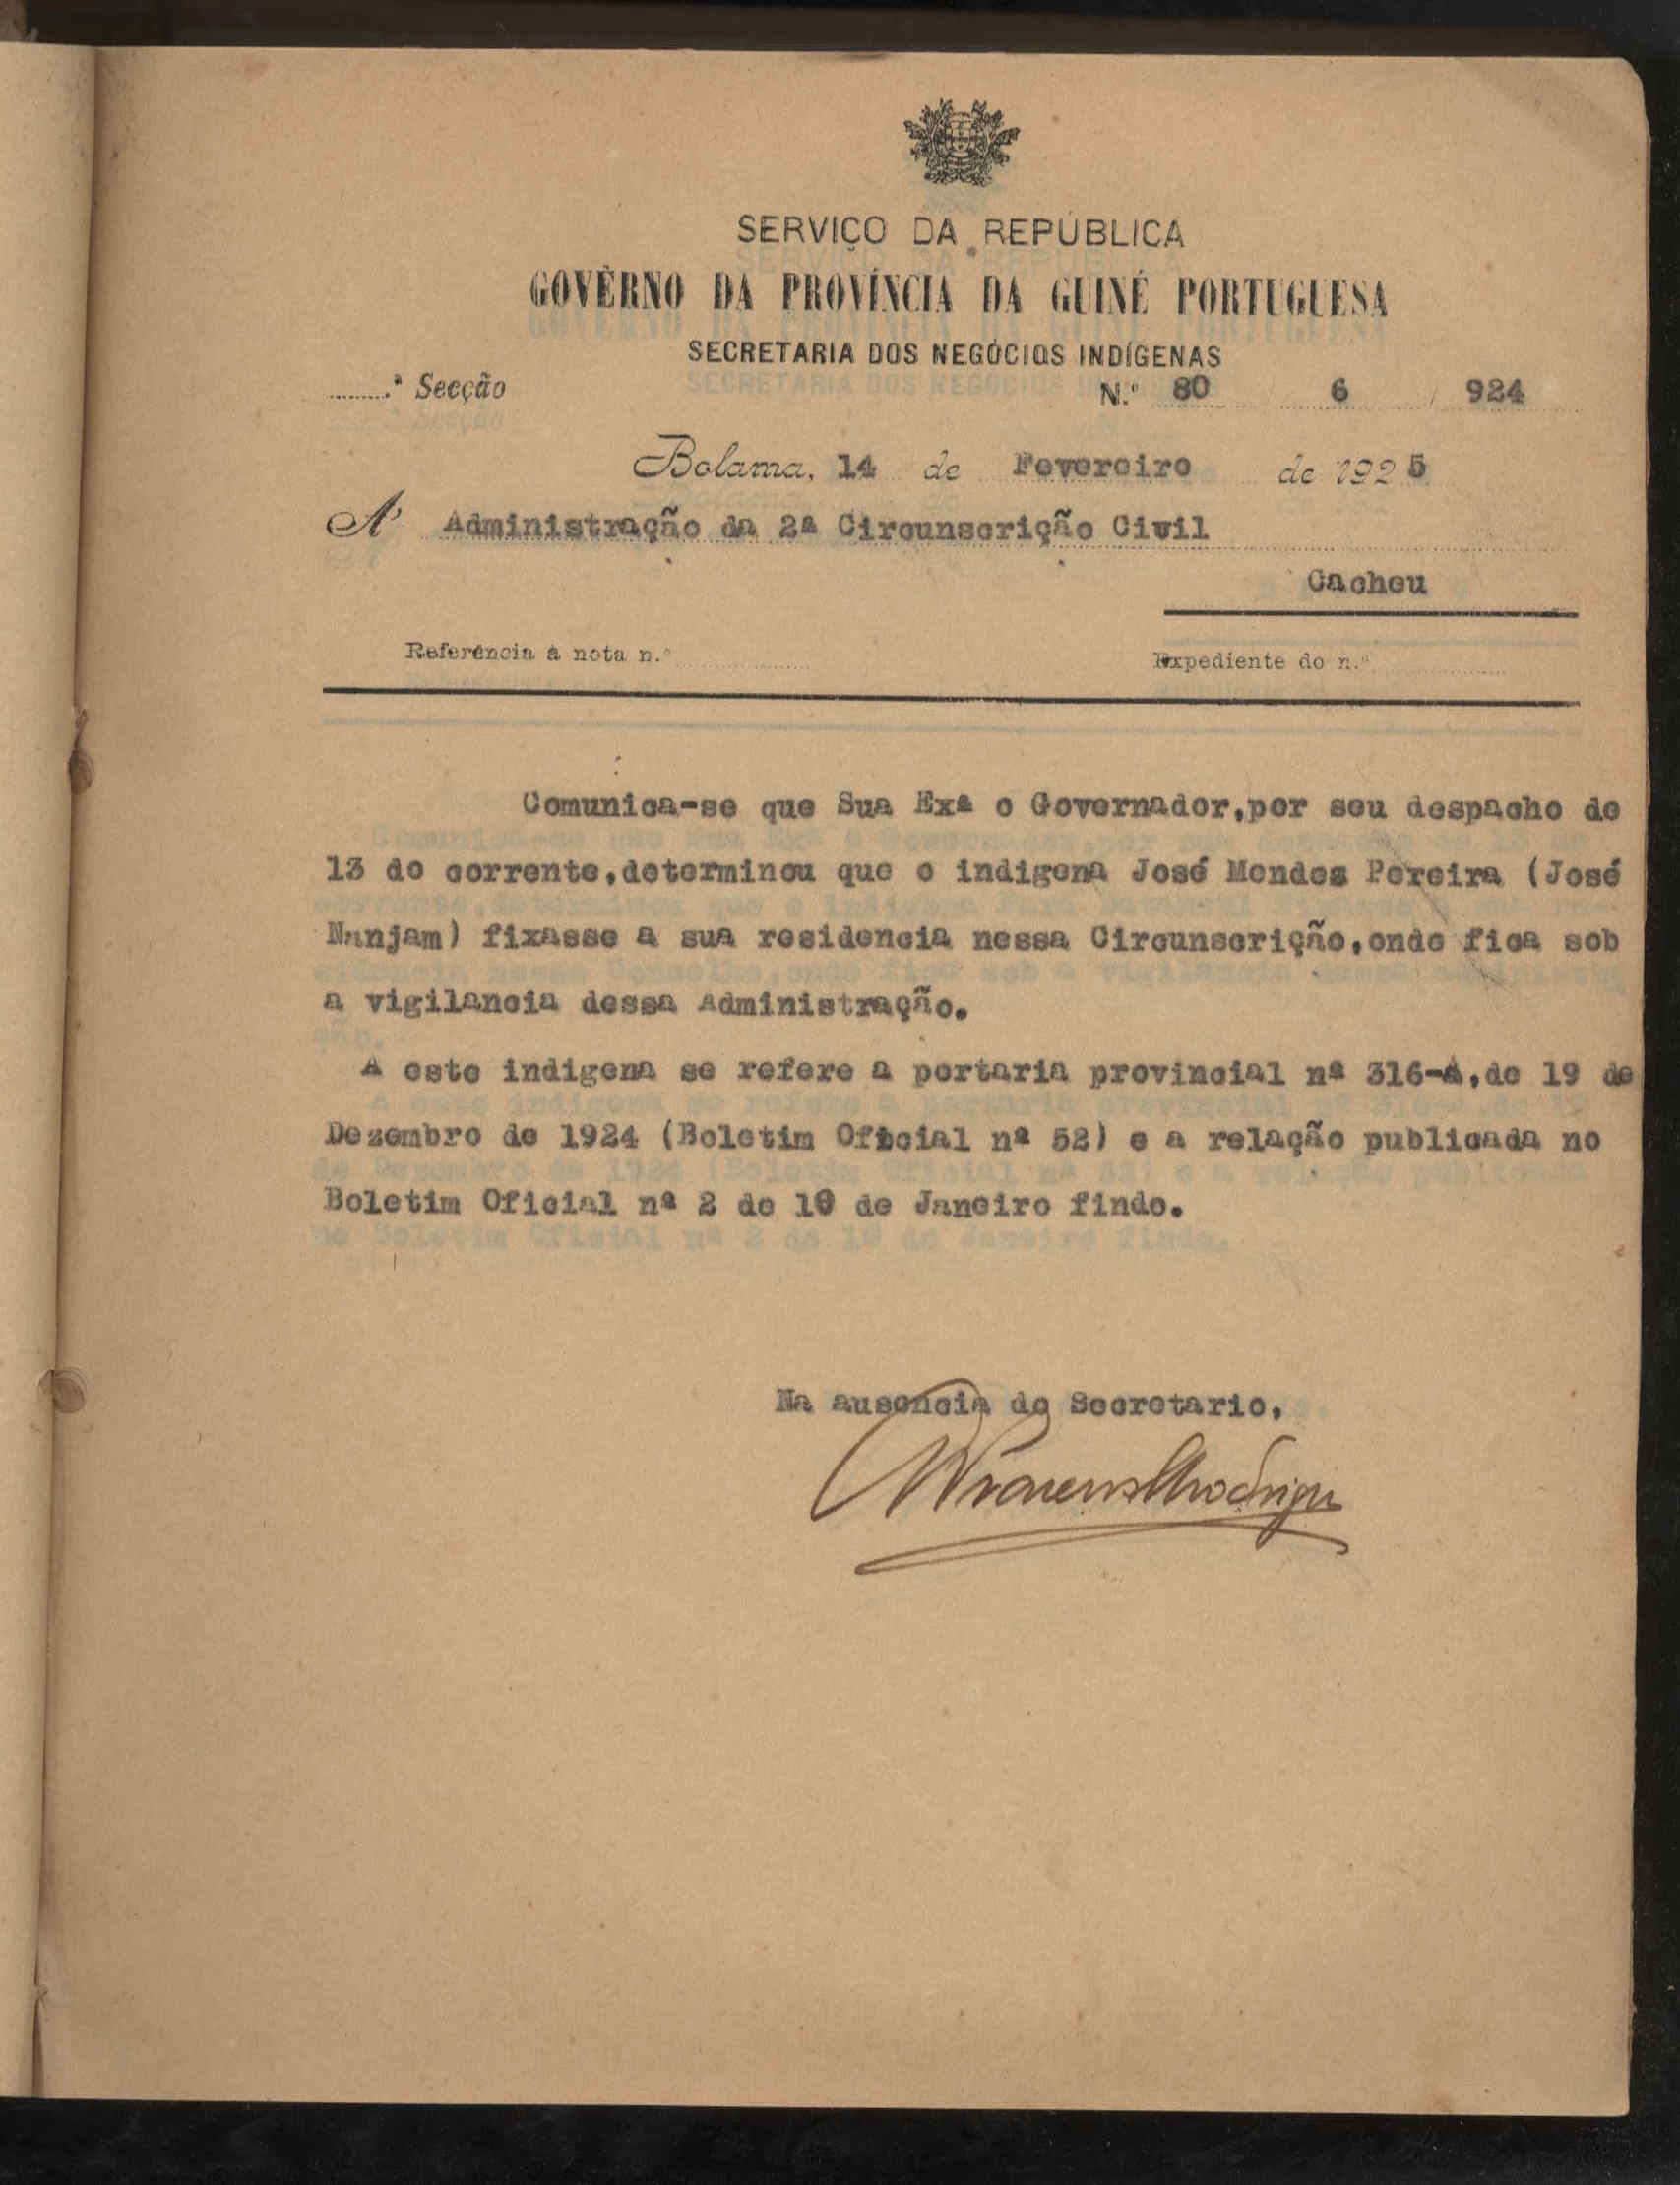 SERVIÇO DA REPÚBLICA
GOVÊRNO DA PROVÍNCIA DA GUINÉ PORTUGUESA
SECRETARIA DOS NEGÓCIOS INDÍGENAS
.........ª Secção N.º 80 6 / 924
Bolama, 14 de Fevereiro de 1925
A' Administração da 2ª Circunscrição Civil
Cacheu
Referência à nota n.º
Expediente do n.º
Comunica-se que Sua Exª o Governador,por seu despacho de
13 do corrente,determinou que o indigena José Mendes Pereira (José
Nanjam) fixasse a sua residencia nessa Circunscrição,onde fica sob
a vigilancia dessa Administração.
A este indigena se refere a portaria provincial nª 316-A,de 19 de
Dezembro de 1924 (Boletim Oficial nª 52) e a relação publicada no
Boletim Oficial nª 2 de 10 de Janeiro findo.
Na ausencia do Secretario,